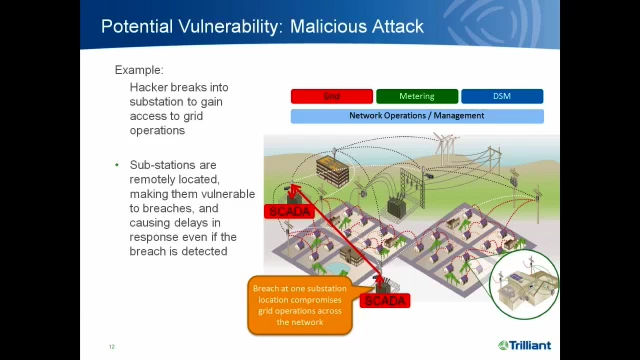 Potential Vulnerability: Malicious Attack
Example:
Hacker breaks into
substation to gain
access to grid
operations
• Sub-stations are
remotely located,
making them vulnerable
to breaches, and
causing delays in
response even if the
breach is detected
Grid
Metering
DSM
Network Operations / Management
SCADA
SCADA
Breach at one substation
location compromises
grid operations across
the network
12
Trilliant